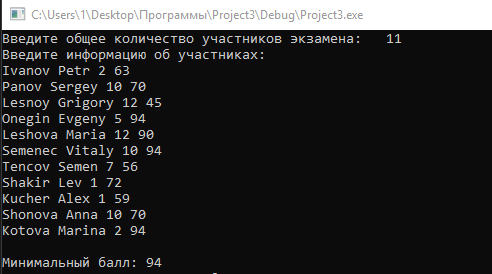 C:\Users\1\Desktop\Программы\Project3\Debug\Project3.exe
Введите общее количество участников экзамена:   11
Введите информацию об участниках:
Ivanov Petr 2 63
Panov Sergey 10 70
Lesnoy Grigory 12 45
Onegin Evgeny 5 94
Leshova Maria 12 90
Semenec Vitaly 10 94
Tencov Semen 7 56
Shakir Lev 1 72
Kucher Alex 1 59
Shonova Anna 10 70
Kotova Marina 2 94
Минимальный балл: 94